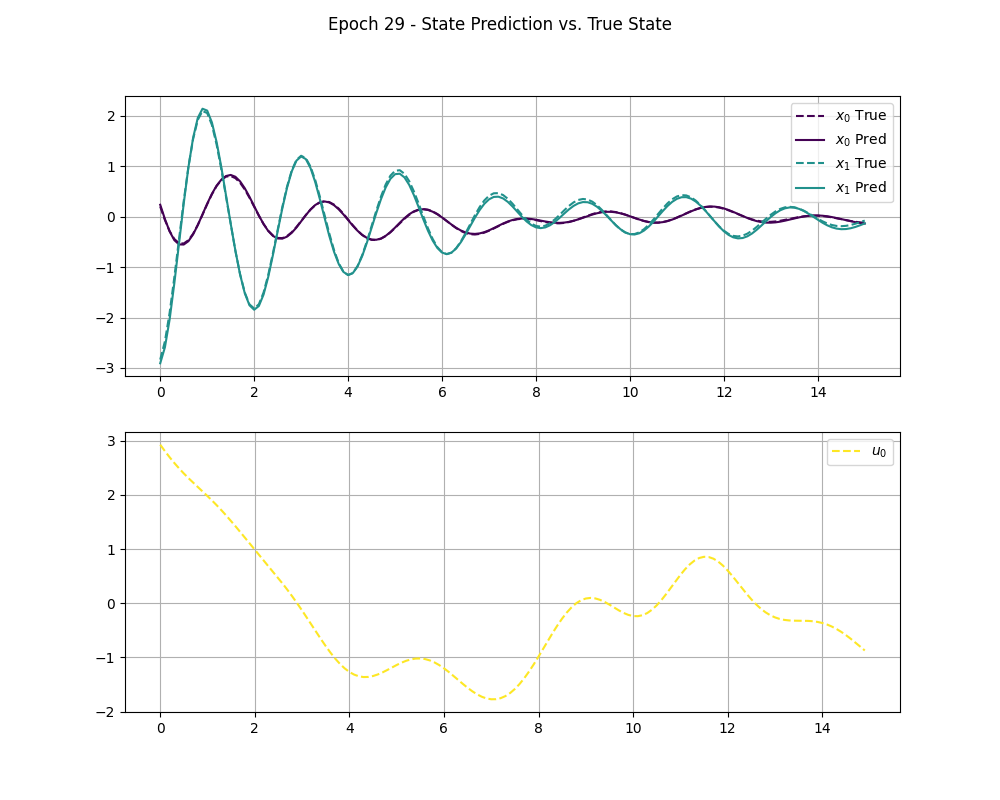 Epoch 29 - State Prediction vs. True State
2
1
0
−1
−2
−3
x₀ True
x₀ Pred
x₁ True
x₁ Pred
0 2 4 6 8 10 12 14
3
2
1
0
−1
−2
u₀
0 2 4 6 8 10 12 14